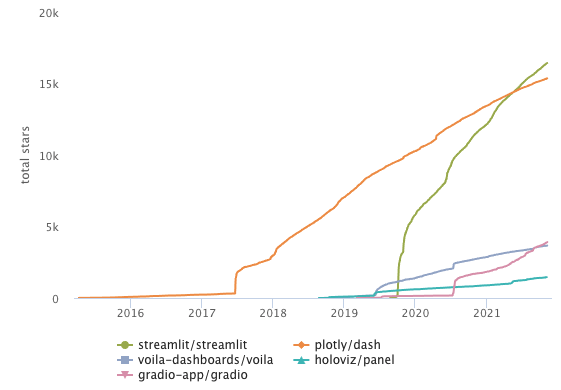 20k
15k
10k
5k
0
total stars
2016 2017 2018 2019 2020 2021
streamlit/streamlit plotly/dash
voila-dashboards/voila holoviz/panel
gradio-app/gradio